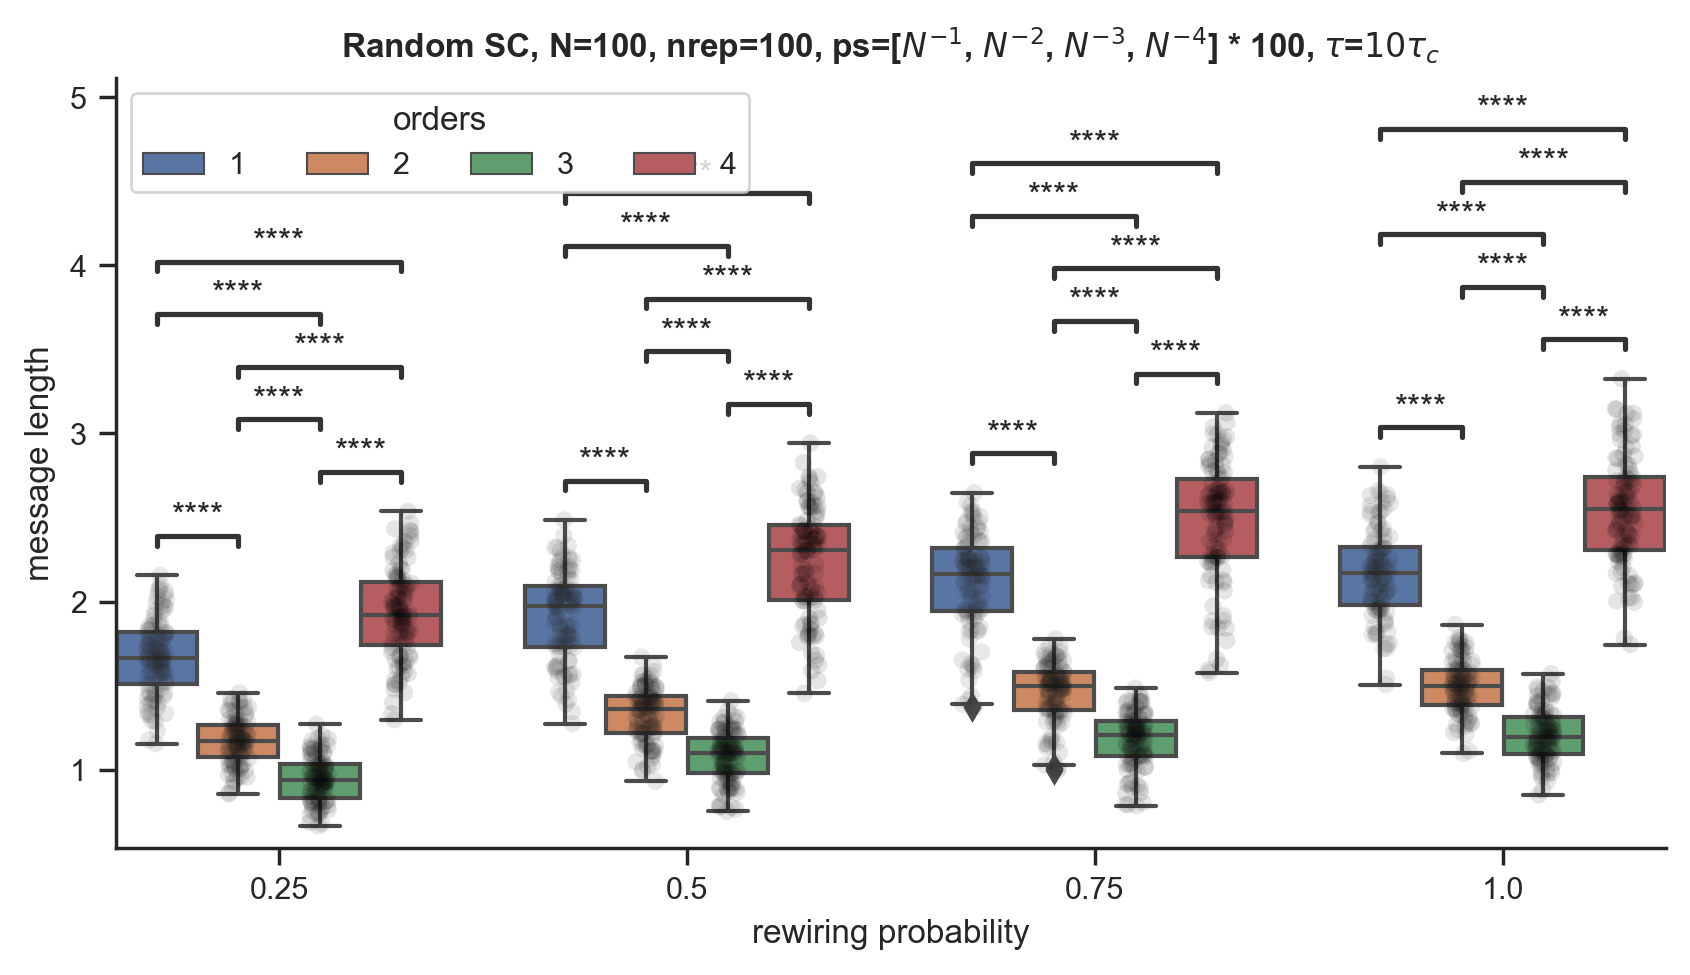 Random SC, N=100, nrep=100, ps=[N⁻¹, N⁻², N⁻³, N⁻⁴] * 100, τ=10τ_c
orders
1 2 3 4
5
4
3
2
1
message length
**** **** **** **** **** ****
* **** **** **** **** ****
**** **** **** **** **** ****
**** **** **** **** **** ****
0.25 0.5 0.75 1.0
rewiring probability